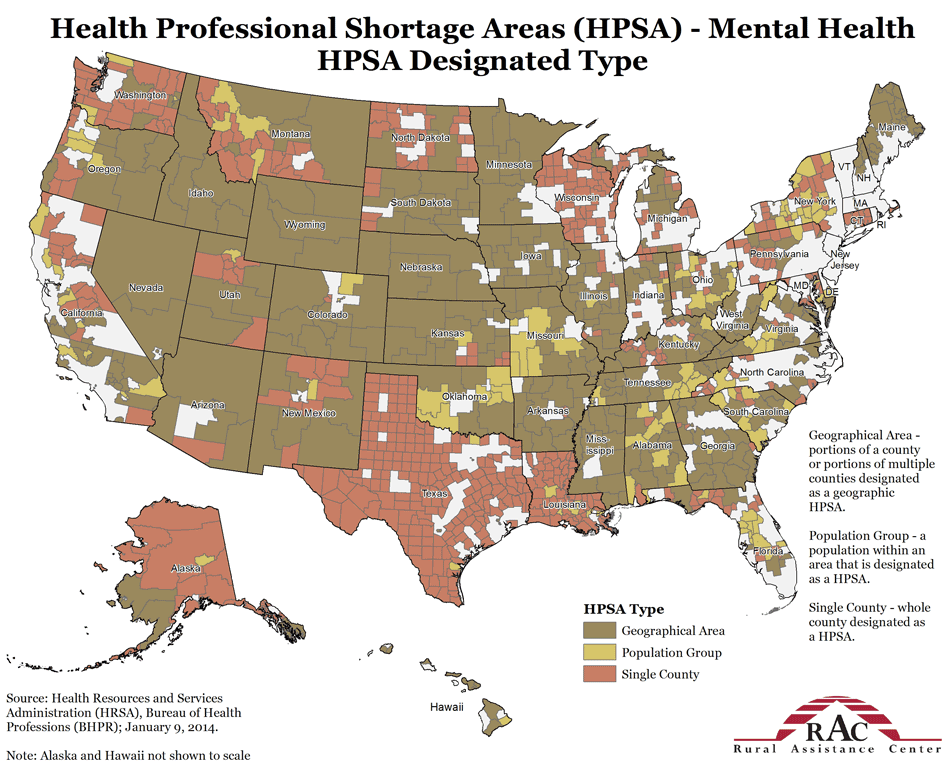 Health Professional Shortage Areas (HPSA) - Mental Health
HPSA Designated Type
Washington
Montana
North Dakota
Minnesota
Maine
Oregon
Idaho
Wyoming
South Dakota
Wisconsin
Michigan
VT
NH
New York
MA
CT
RI
Nevada
Utah
Colorado
Nebraska
Iowa
Illinois
Indiana
Ohio
Pennsylvania
New
Jersey
MD
DE
California
Kansas
Missouri
Kentucky
West
Virginia
Virginia
Arizona
New Mexico
Oklahoma
Arkansas
Tennessee
North Carolina
South Carolina
Texas
Louisiana
Miss-
issippi
Alabama
Georgia
Florida
Alaska
Hawaii
Geographical Area -
portions of a county
or portions of multiple
counties designated
as a geographic
HPSA.
Population Group - a
population within an
area that is designated
as a HPSA.
Single County - whole
county designated as
a HPSA.
HPSA Type
Geographical Area
Population Group
Single County
Source: Health Resources and Services
Administration (HRSA), Bureau of Health
Professions (BHPR); January 9, 2014.
Note: Alaska and Hawaii not shown to scale
RAC
Rural Assistance Center